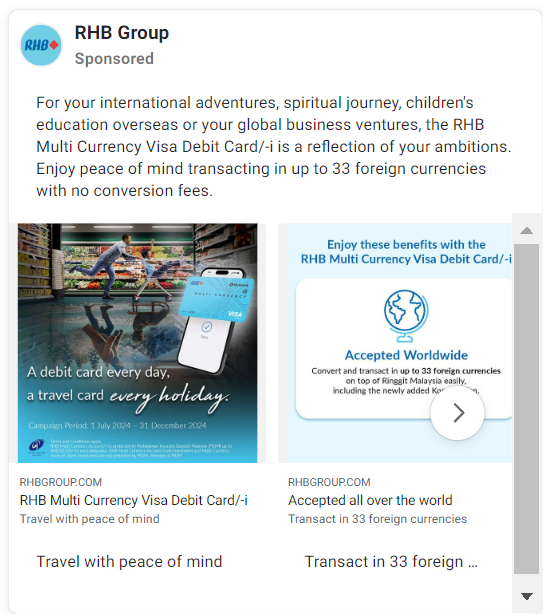 RHB
RHB Group
Sponsored
For your international adventures, spiritual journey, children's
education overseas or your global business ventures, the RHB
Multi Currency Visa Debit Card/-i is a reflection of your ambitions.
Enjoy peace of mind transacting in up to 33 foreign currencies
with no conversion fees.
MULTI CURRENCY
VISA
A debit card every day,
a travel card every holiday.
Campaign Period: 1 July 2024 – 31 December 2024
Terms and Conditions apply.
Enjoy these benefits with the
RHB Multi Currency Visa Debit Card/-i
Accepted Worldwide
Convert and transact in up to 33 foreign currencies
on top of Ringgit Malaysia easily,
including the newly added
RHBGROUP.COM
RHB Multi Currency Visa Debit Card/-i
Travel with peace of mind
RHBGROUP.COM
Accepted all over the world
Transact in 33 foreign currencies
Travel with peace of mind
Transact in 33 foreign ...